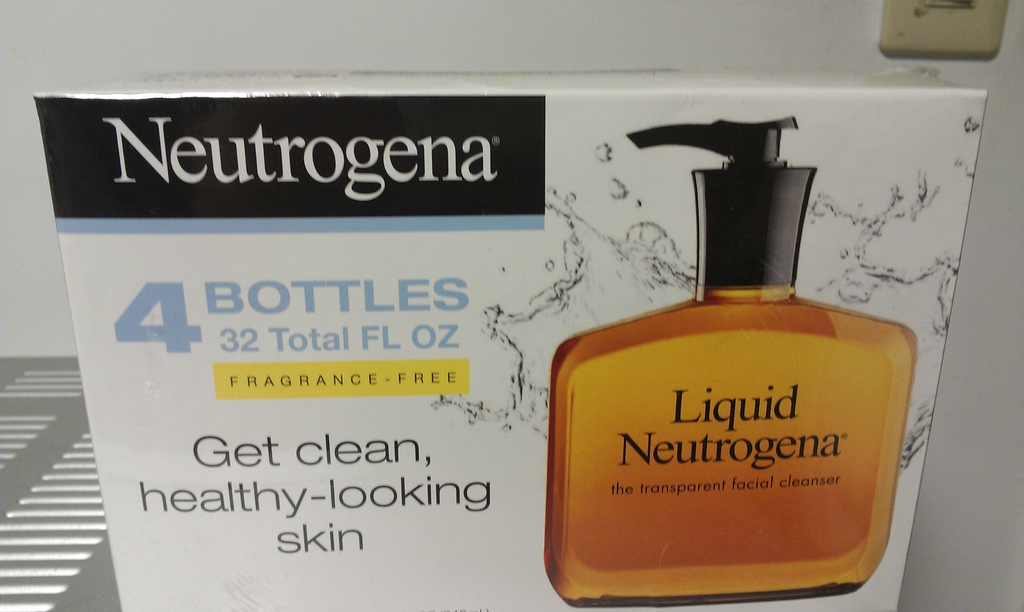 Neutrogena®
4 BOTTLES
32 Total FL OZ
FRAGRANCE-FREE
Get clean,
healthy-looking
skin
Liquid
Neutrogena®
the transparent facial cleanser